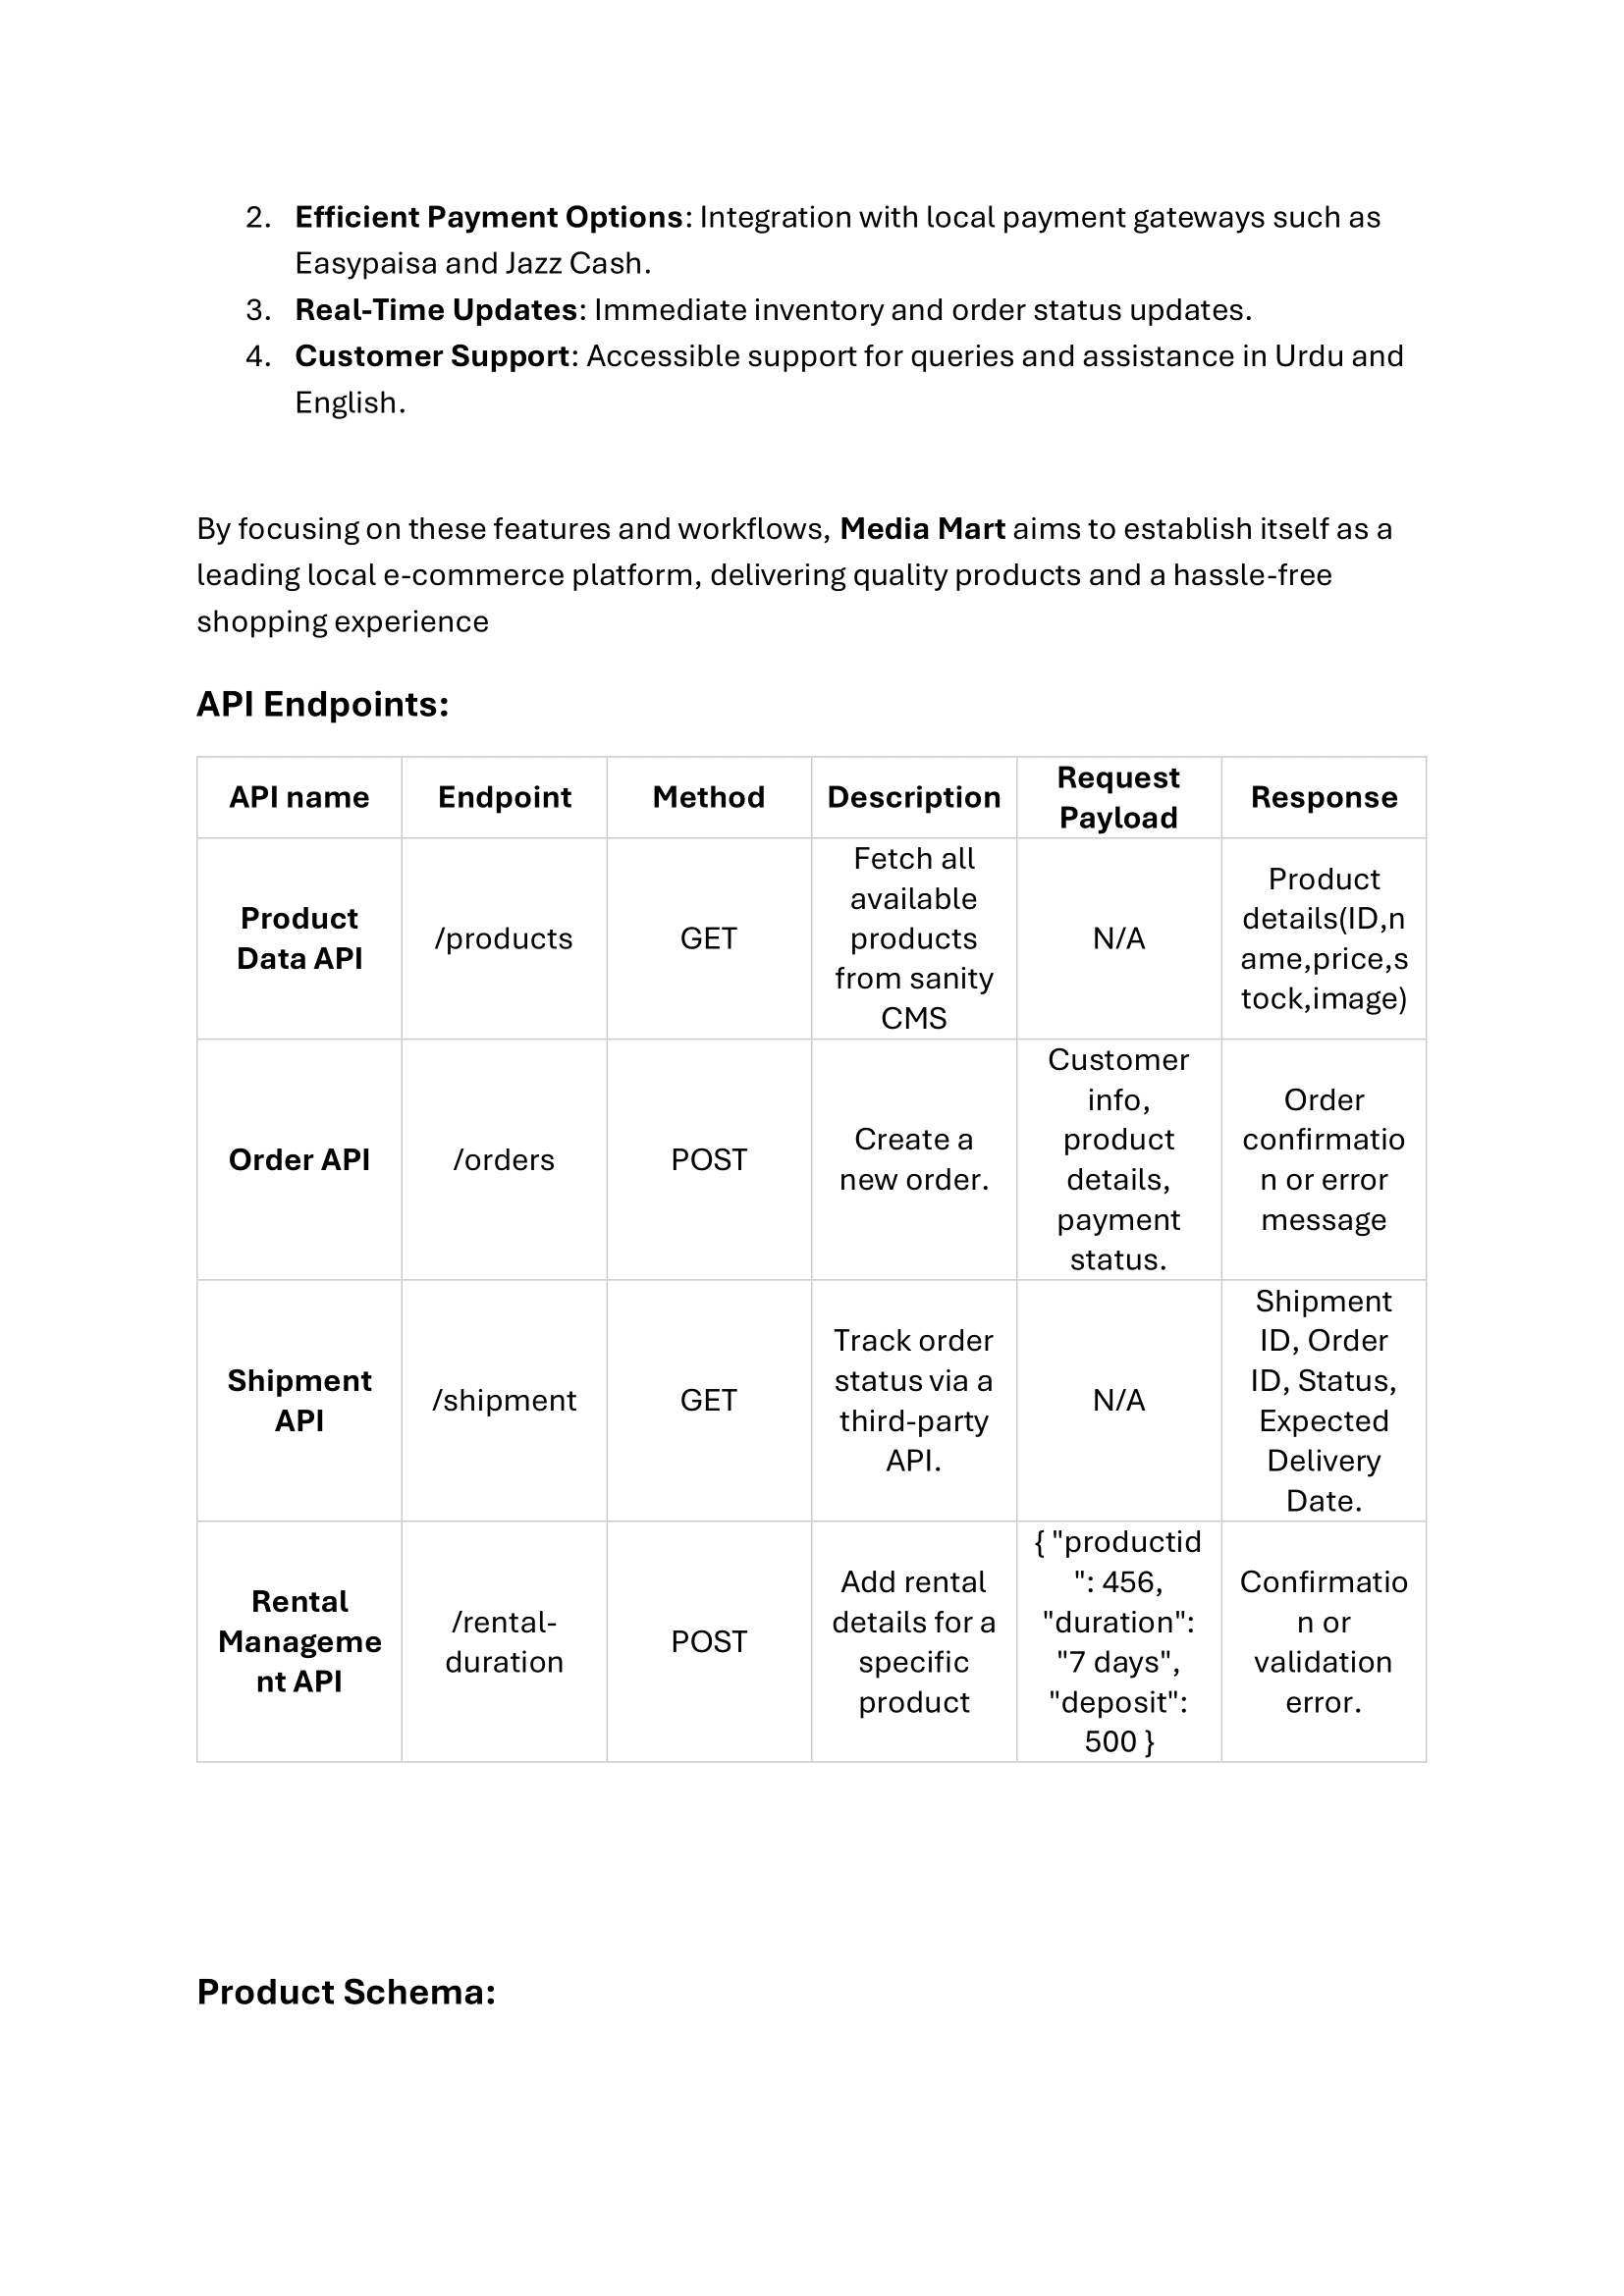 2. Efficient Payment Options: Integration with local payment gateways such as
Easypaisa and Jazz Cash.
3. Real-Time Updates: Immediate inventory and order status updates.
4. Customer Support: Accessible support for queries and assistance in Urdu and
English.
By focusing on these features and workflows, Media Mart aims to establish itself as a
leading local e-commerce platform, delivering quality products and a hassle-free
shopping experience
API Endpoints:
API name
Endpoint
Method
Description
Request
Payload
Response
Product
Data API
/products
GET
Fetch all
available
products
from sanity
CMS
N/A
Product
details(ID,n
ame,price,s
tock,image)
Order API
/orders
POST
Create a
new order.
Customer
info,
product
details,
payment
status.
Order
confirmatio
n or error
message
Shipment
API
/shipment
GET
Track order
status via a
third-party
API.
N/A
Shipment
ID, Order
ID, Status,
Expected
Delivery
Date.
Rental
Manageme
nt API
/rental-
duration
POST
Add rental
details for a
specific
product
{ "productid
": 456,
"duration":
"7 days",
"deposit":
500 }
Confirmatio
n or
validation
error.
Product Schema: